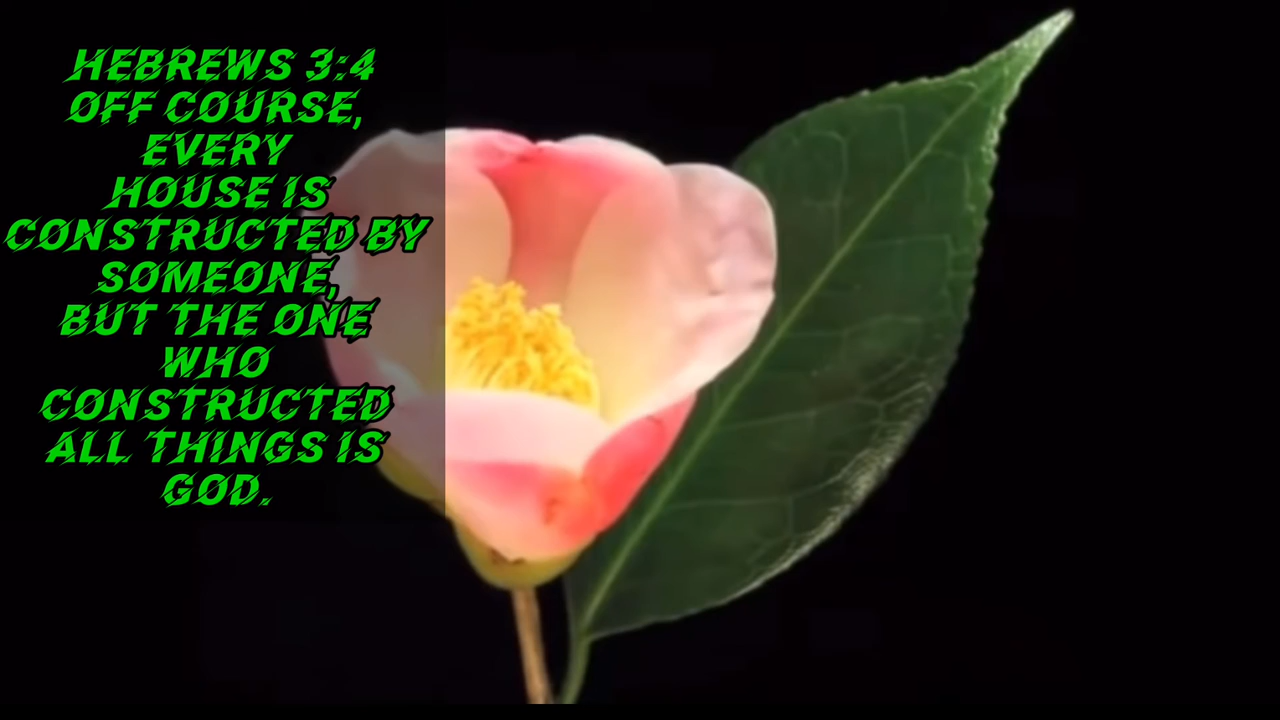 HEBREWS 3:4
OFF COURSE,
EVERY
HOUSE IS
CONSTRUCTED BY
SOMEONE,
BUT THE ONE
WHO
CONSTRUCTED
ALL THINGS IS
GOD.